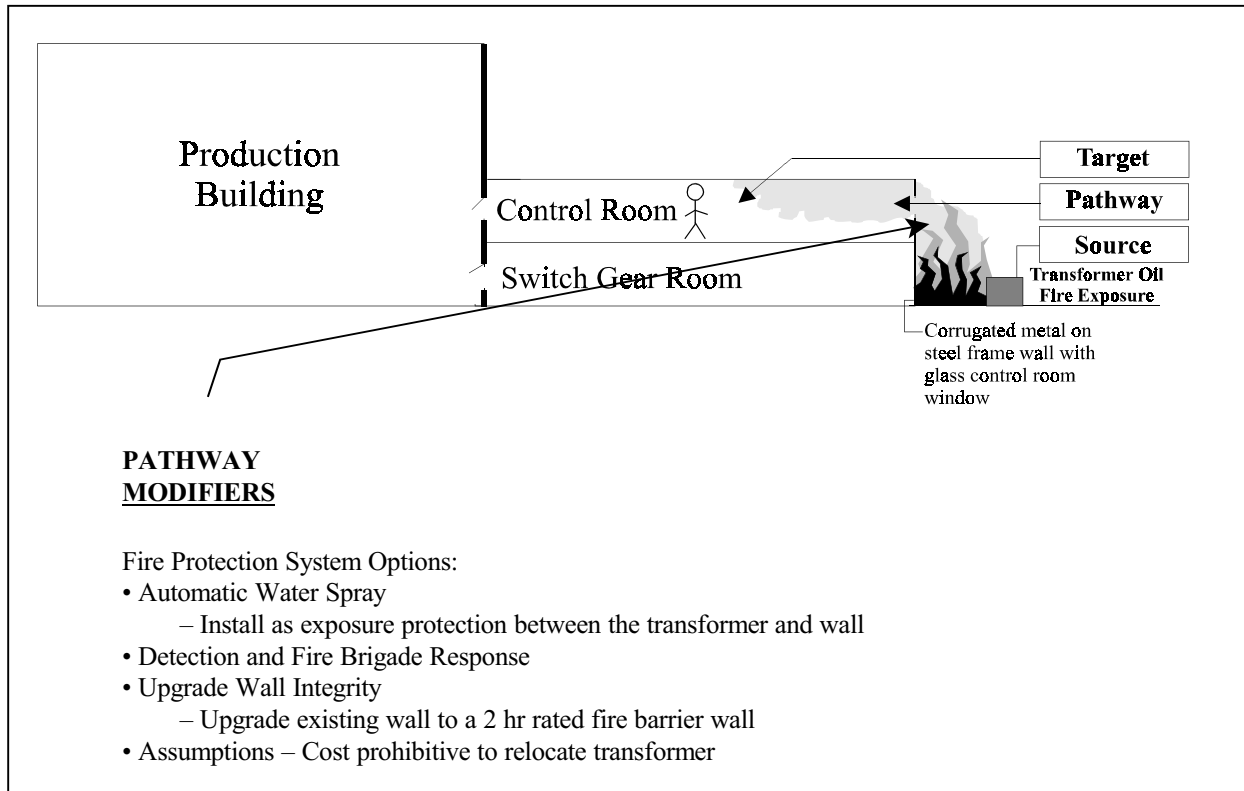 Production
Building
Control Room
Switch Gear Room
Target
Pathway
Source
Transformer Oil
Fire Exposure
Corrugated metal on
steel frame wall with
glass control room
window
PATHWAY
MODIFIERS
Fire Protection System Options:
• Automatic Water Spray
– Install as exposure protection between the transformer and wall
• Detection and Fire Brigade Response
• Upgrade Wall Integrity
– Upgrade existing wall to a 2 hr rated fire barrier wall
• Assumptions – Cost prohibitive to relocate transformer